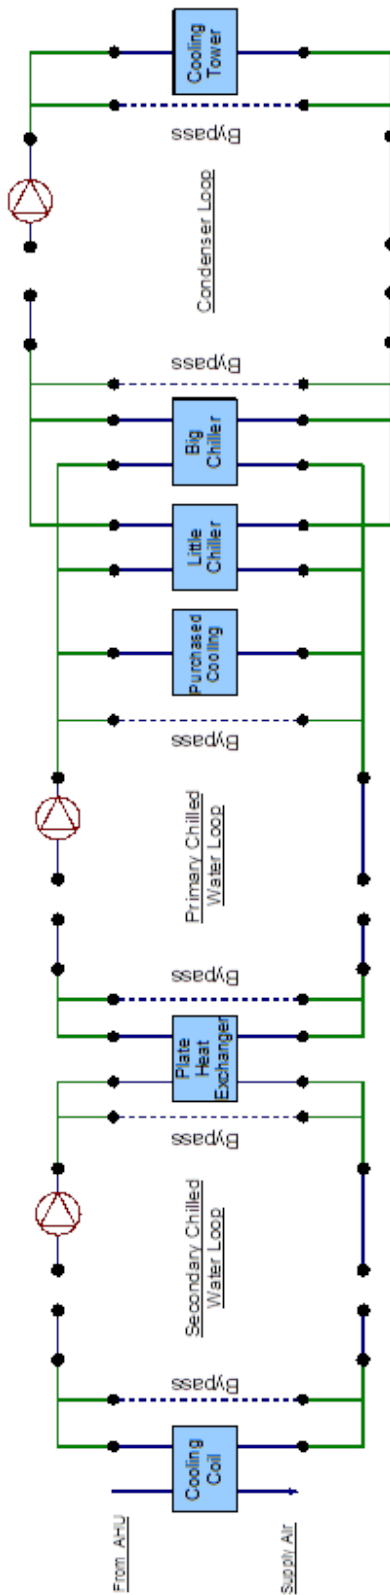 From AHU
Supply Air
Cooling
Coil
Bypass
Secondary Chilled
Water Loop
Bypass
Plate
Heat
Exchanger
Bypass
Primary Chilled
Water Loop
Bypass
Purchased
Cooling
Little
Chiller
Big
Chiller
Bypass
Condenser Loop
Bypass
Cooling
Tower